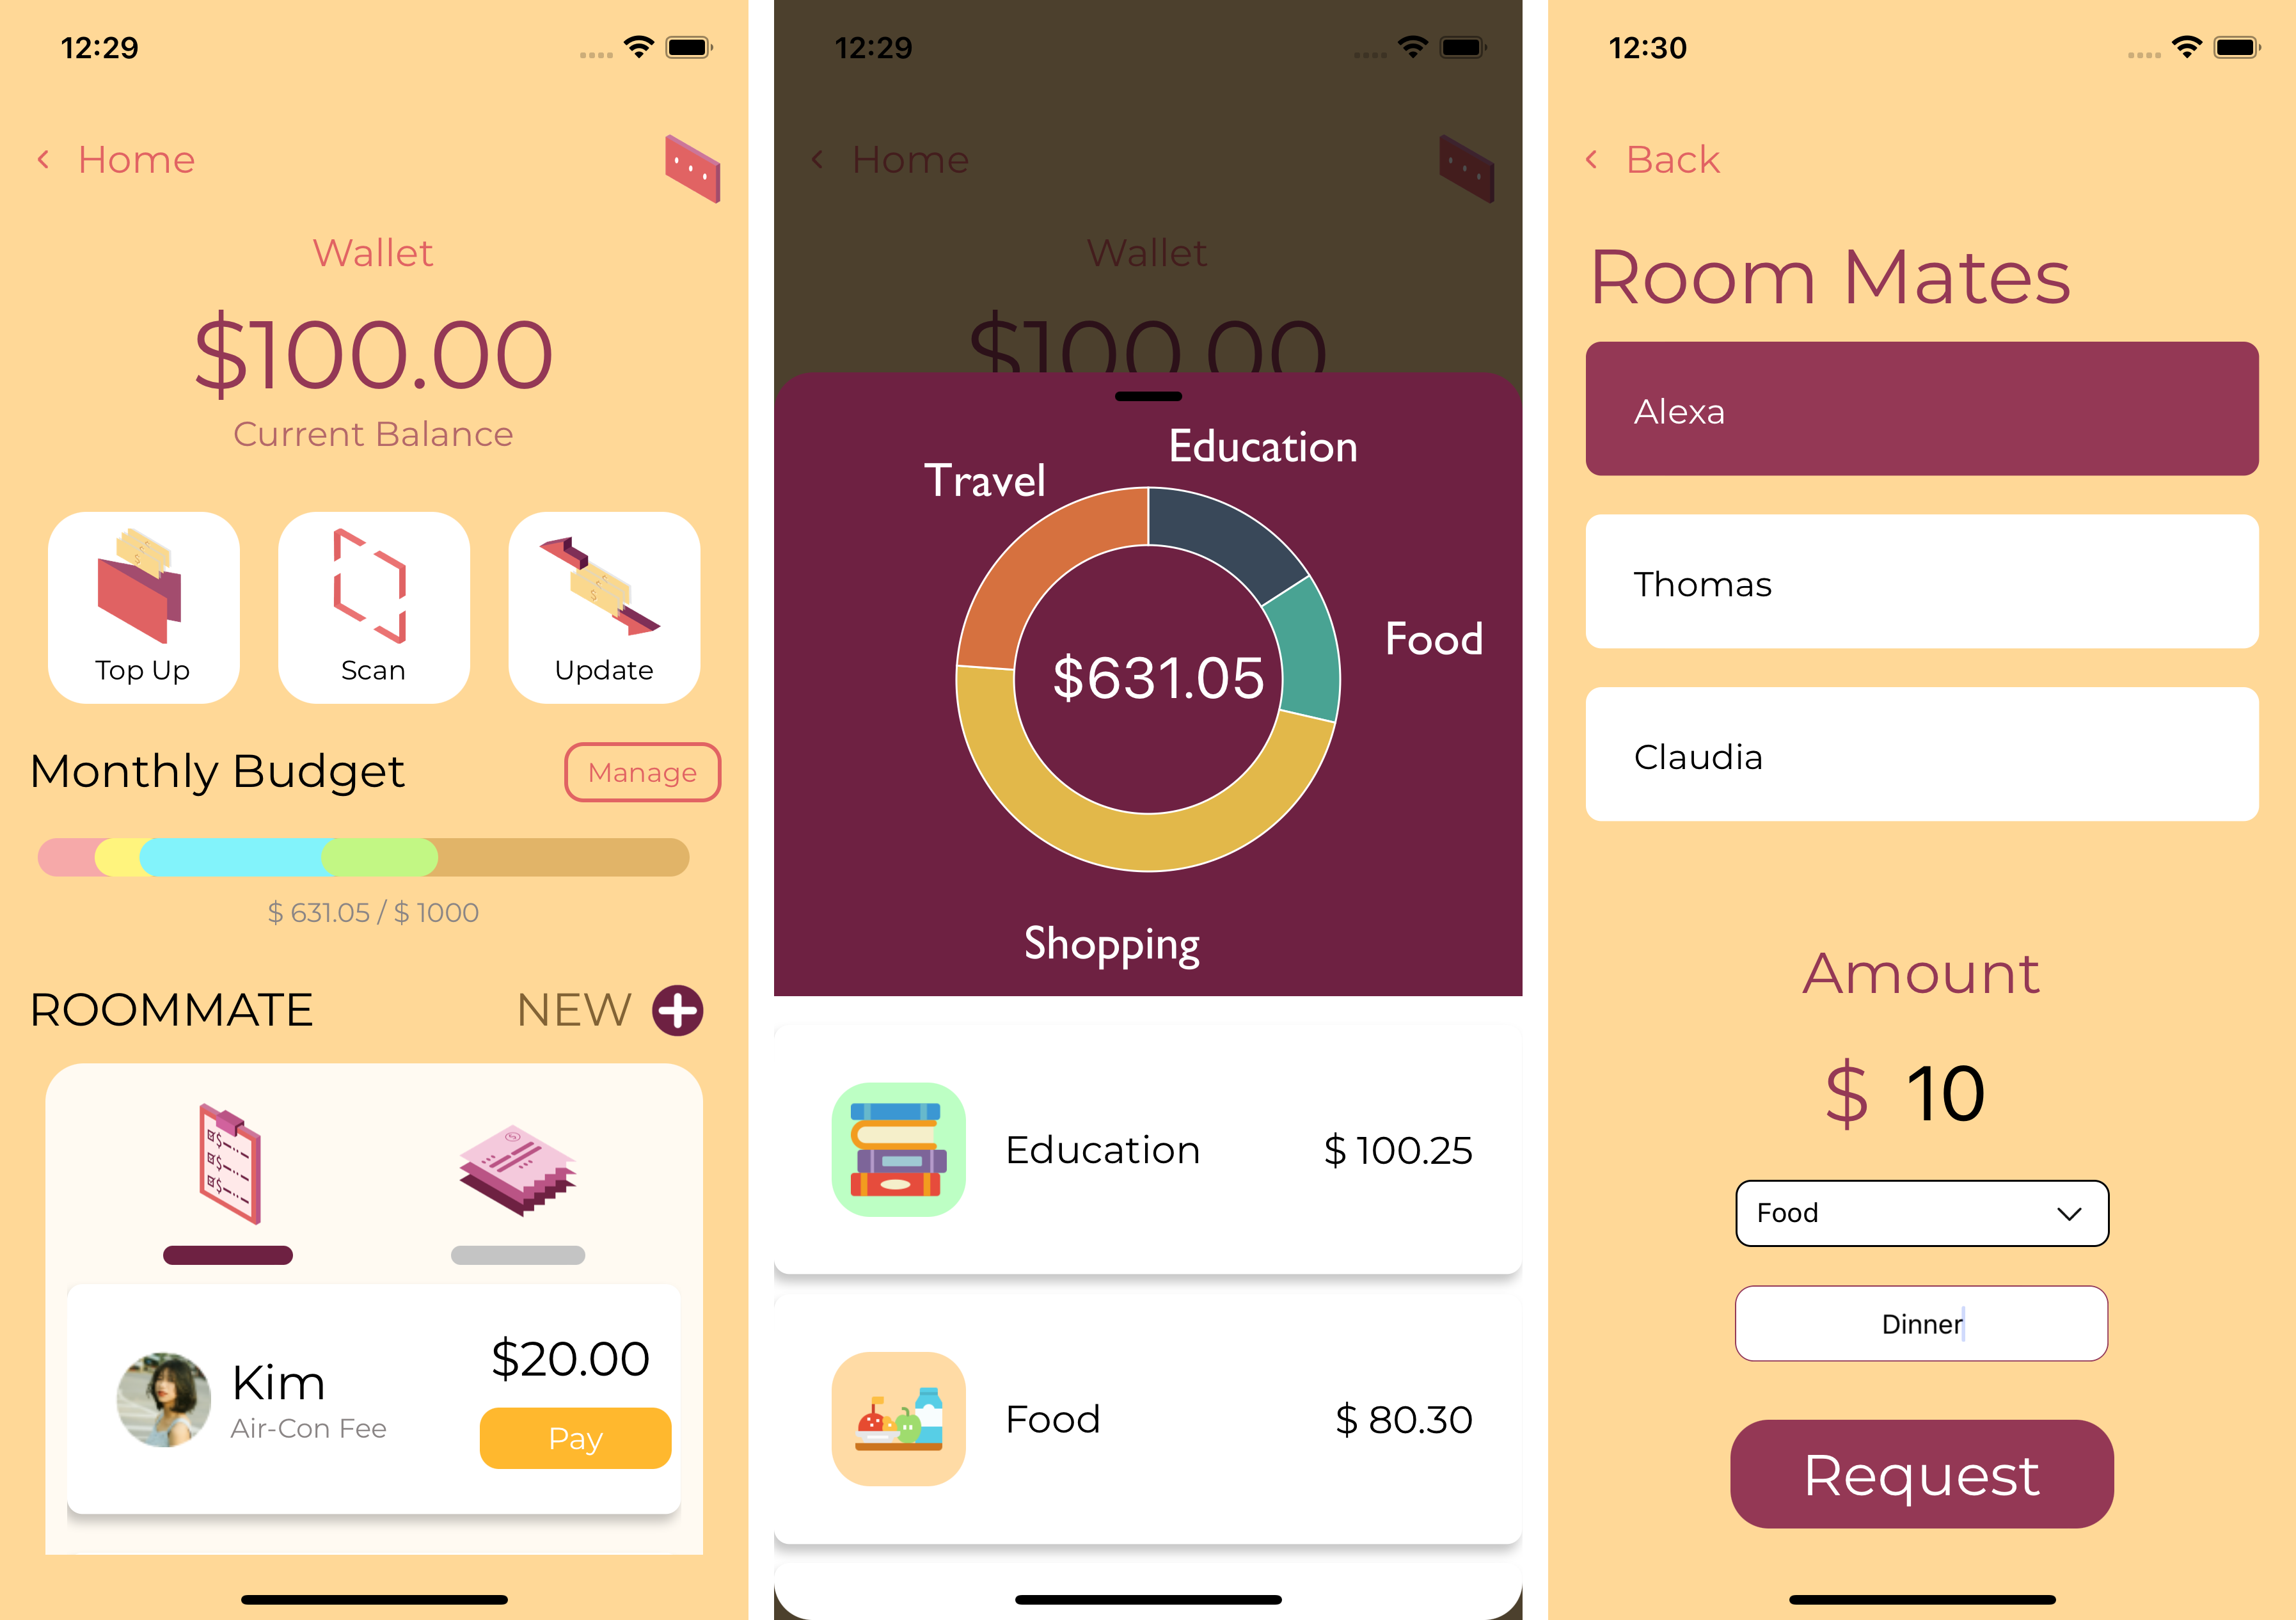 12:29
Home
Wallet
$100.00
Current Balance
Top Up
Scan
Update
Monthly Budget
Manage
$ 631.05 / $ 1000
ROOMMATE
NEW
Kim
Air-Con Fee
$20.00
Pay
12:29
Home
Wallet
$100.00
Education
Travel
Food
$631.05
Shopping
Education
$ 100.25
Food
$ 80.30
12:30
Back
Room Mates
Alexa
Thomas
Claudia
Amount
$ 10
Food
Dinner
Request